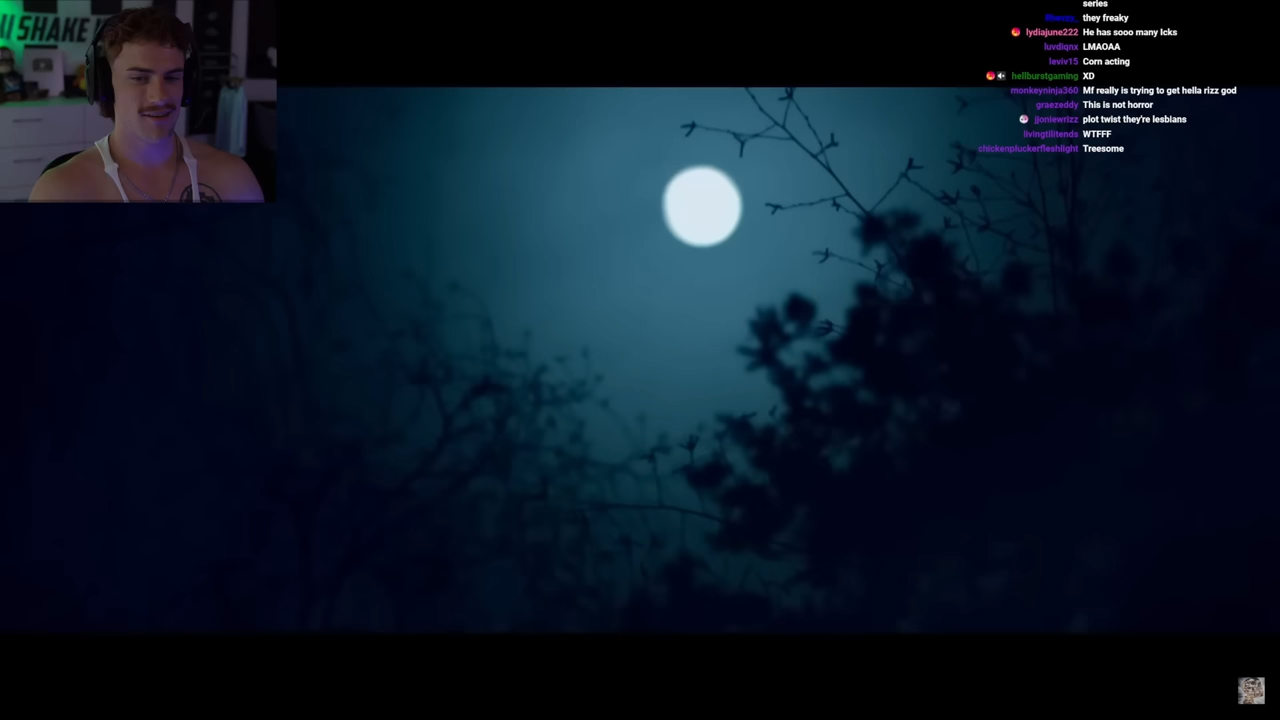 SHAKE
series
they freaky
lydiajune222 He has sooo many Icks
luvdiqnx LMAOAA
leviv15 Corn acting
hellburstgaming XD
monkeyninja360 Mf really is trying to get hella rizz god
graezeddy This is not horror
jjoniewrizz plot twist they're lesbians
livingtilitends WTFFF
chickenpluckerfleshlight Treesome